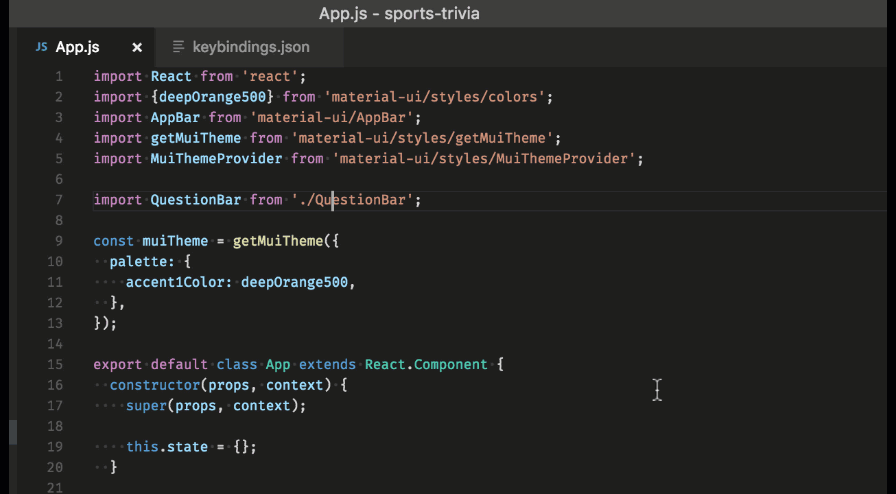 App.js - sports-trivia
JS App.js × keybindings.json
1 import React from 'react';
2 import {deepOrange500} from 'material-ui/styles/colors';
3 import AppBar from 'material-ui/AppBar';
4 import getMuiTheme from 'material-ui/styles/getMuiTheme';
5 import MuiThemeProvider from 'material-ui/styles/MuiThemeProvider';
6
7 import QuestionBar from './QuestionBar';
8
9 const muiTheme = getMuiTheme({
10   palette: {
11     accent1Color: deepOrange500,
12   },
13 });
14
15 export default class App extends React.Component {
16   constructor(props, context) {
17     super(props, context);
18
19     this.state = {};
20   }
21